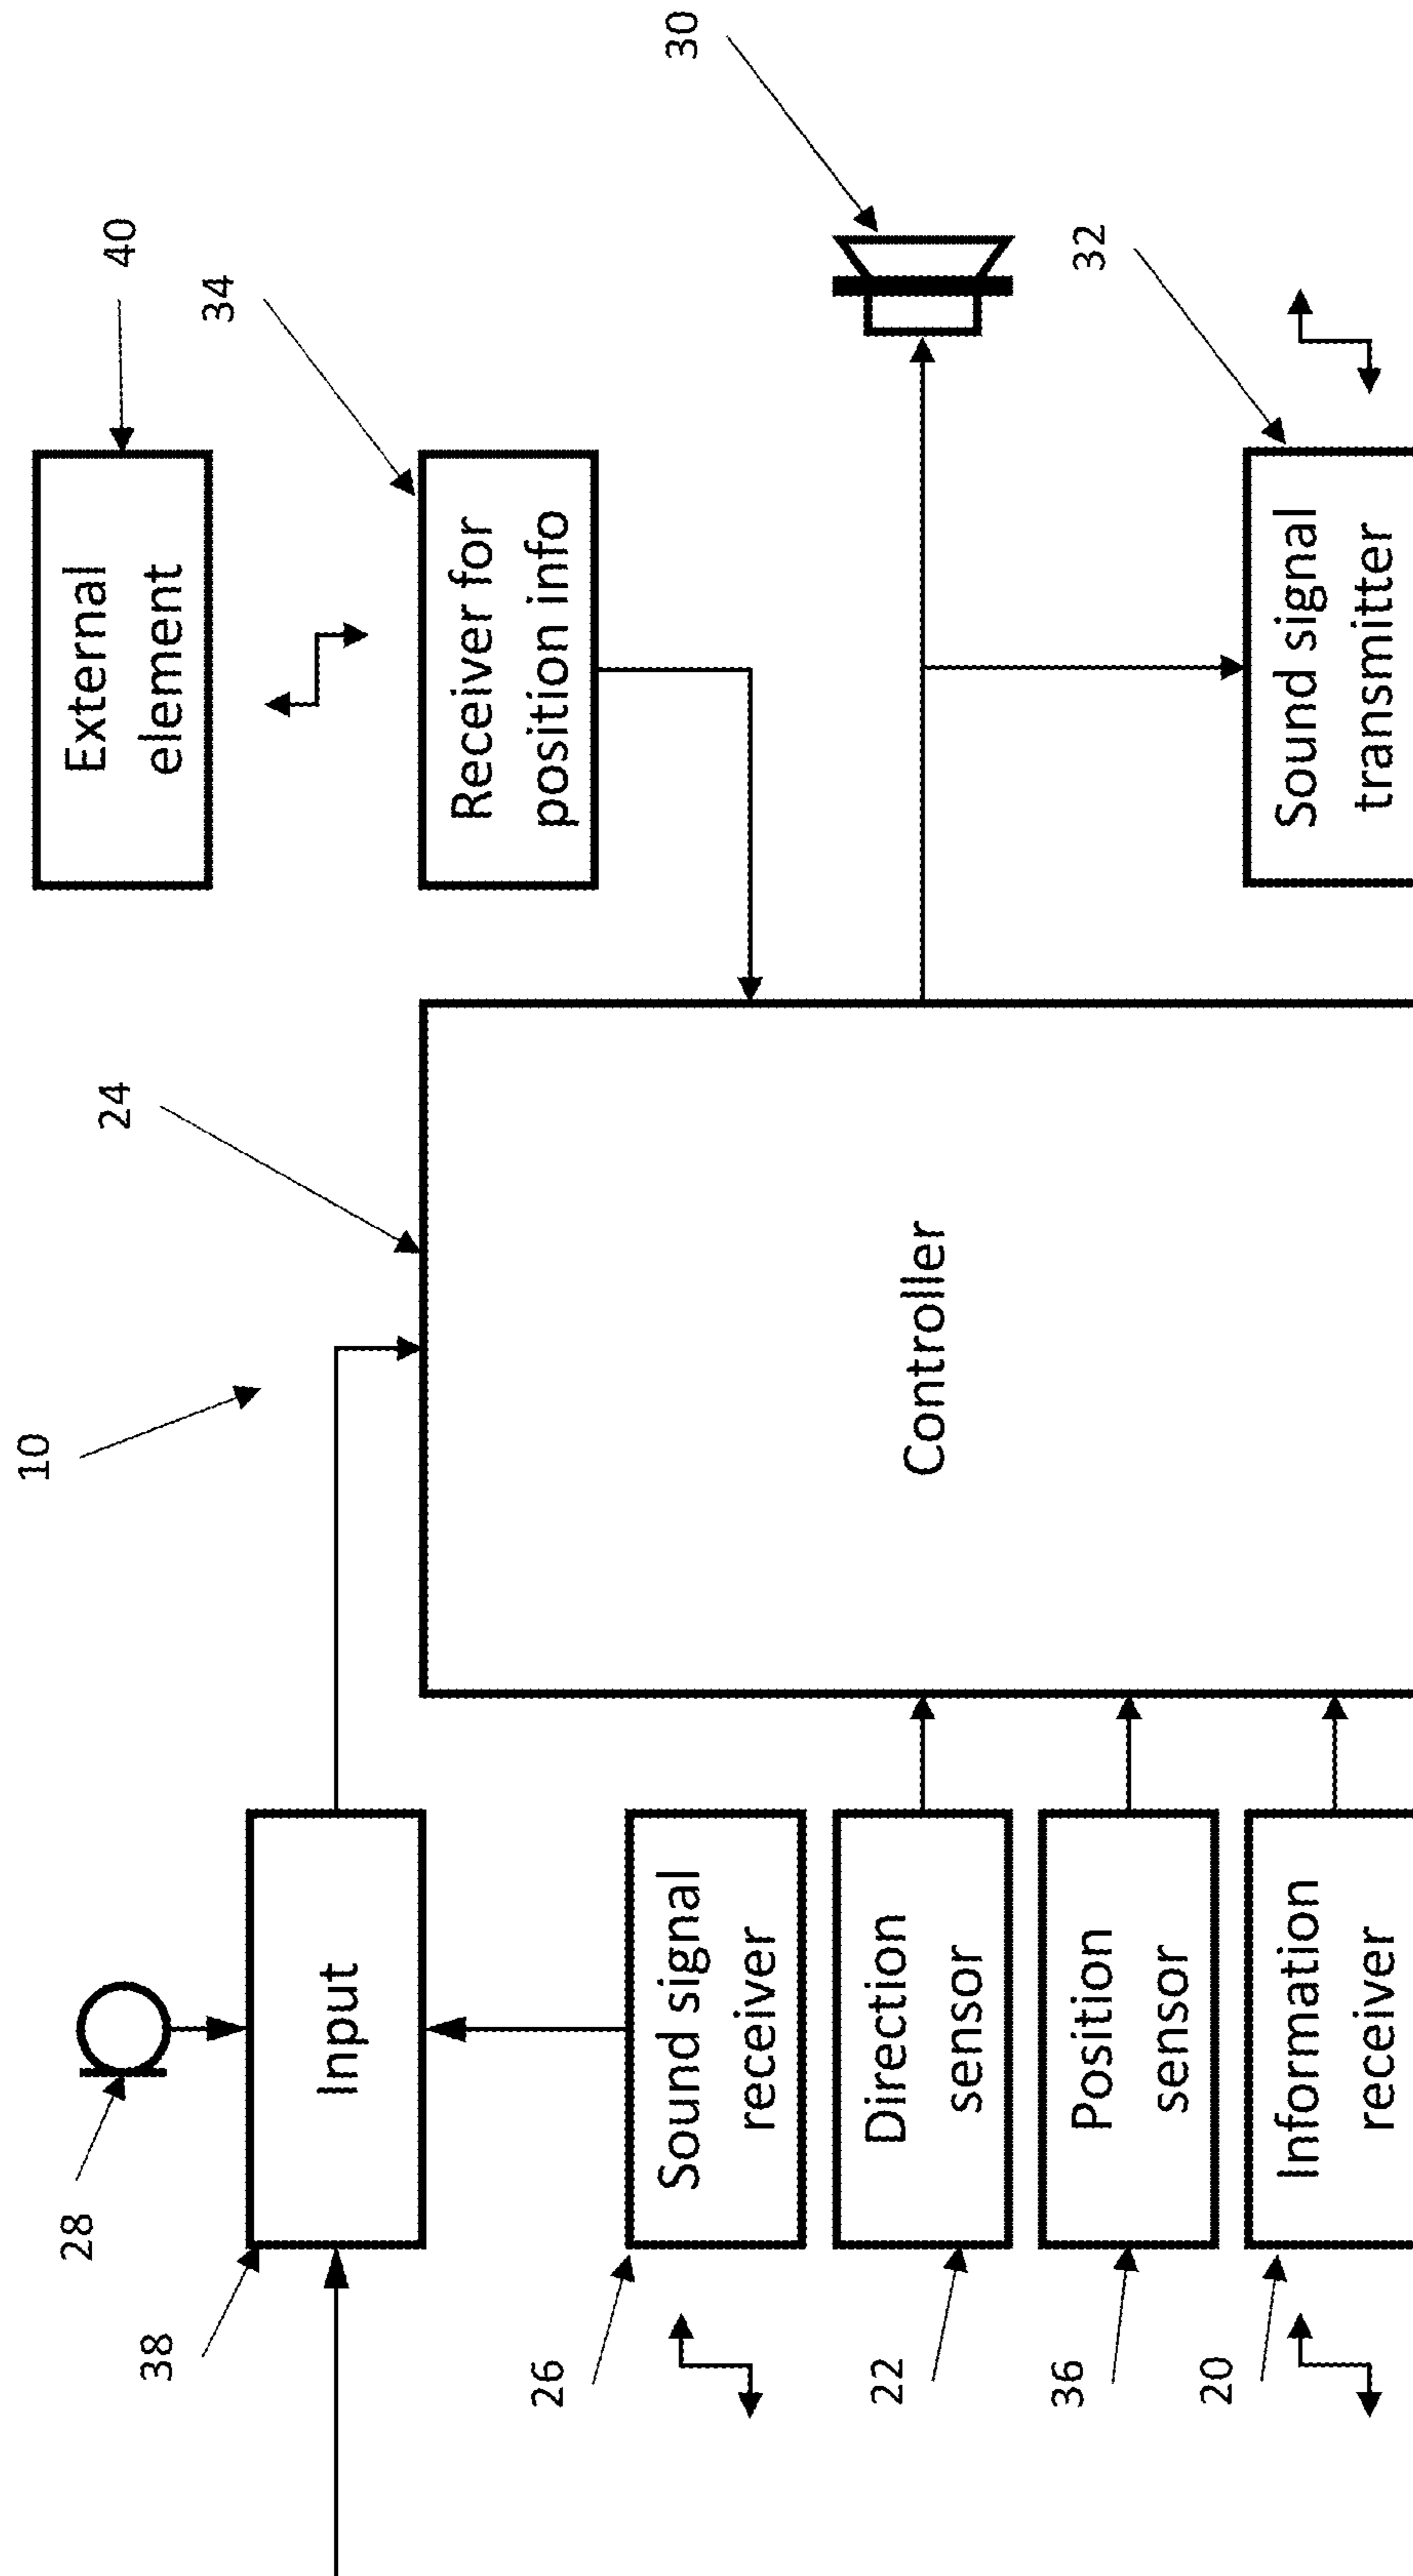 10
28
24
40
External
element
38
Input
34
Receiver for
position info
30
26
Sound signal
receiver
Controller
22
Direction
sensor
36
Position
sensor
32
Sound signal
transmitter
20
Information
receiver